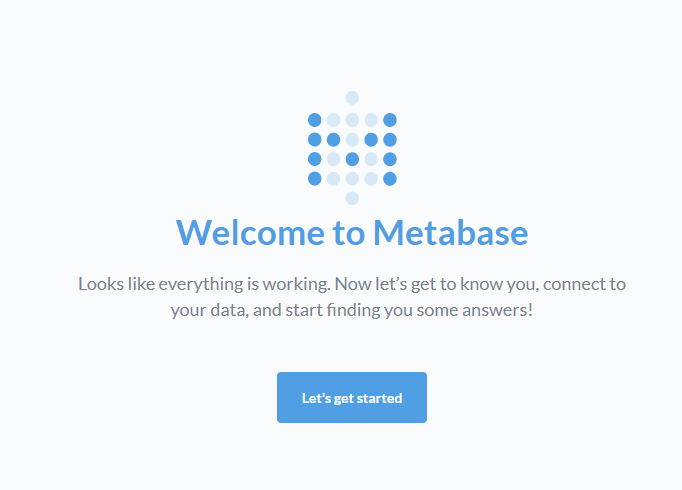 Welcome to Metabase
Looks like everything is working. Now let’s get to know you, connect to
your data, and start finding you some answers!
Let's get started